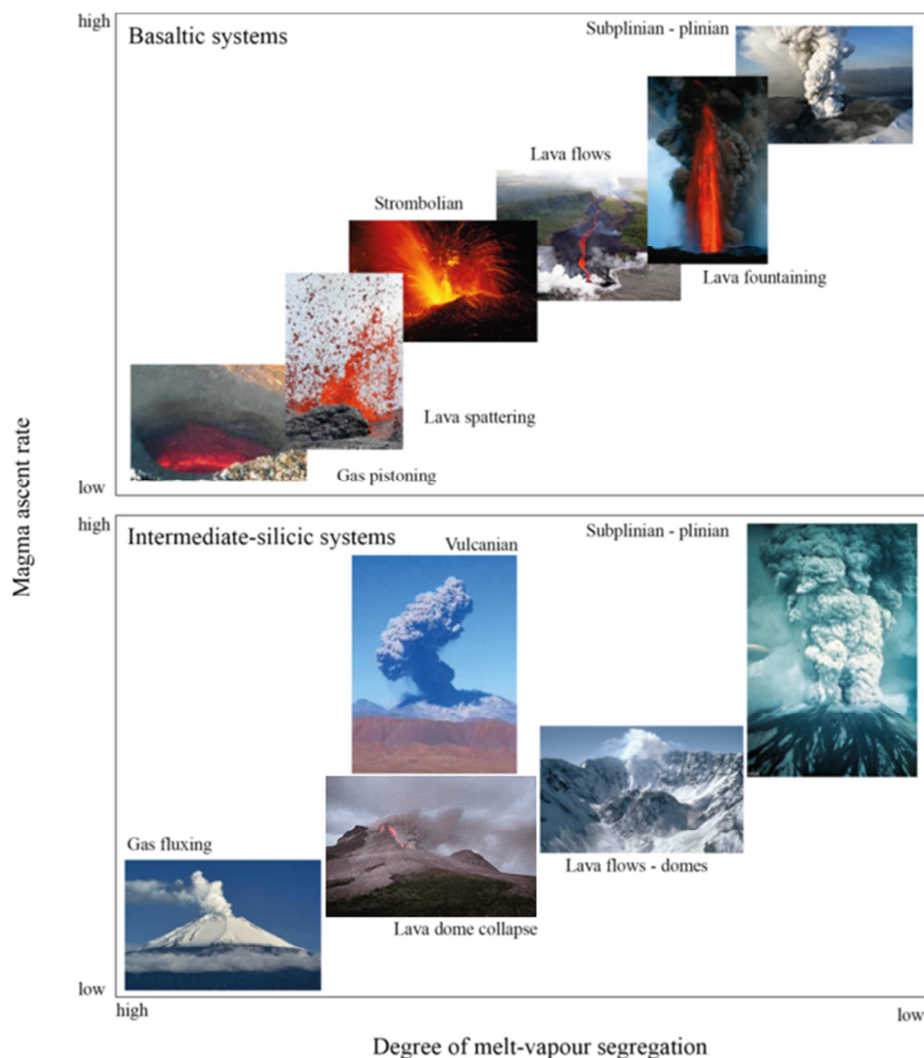 high
Basaltic systems
Subplinian - plinian
Lava flows
Strombolian
Lava fountaining
Lava spattering
Gas pistoning
low
Magma ascent rate
high
Intermediate-silicic systems
Vulcanian
Subplinian - plinian
Gas fluxing
Lava flows - domes
Lava dome collapse
low
high
low
Degree of melt-vapour segregation